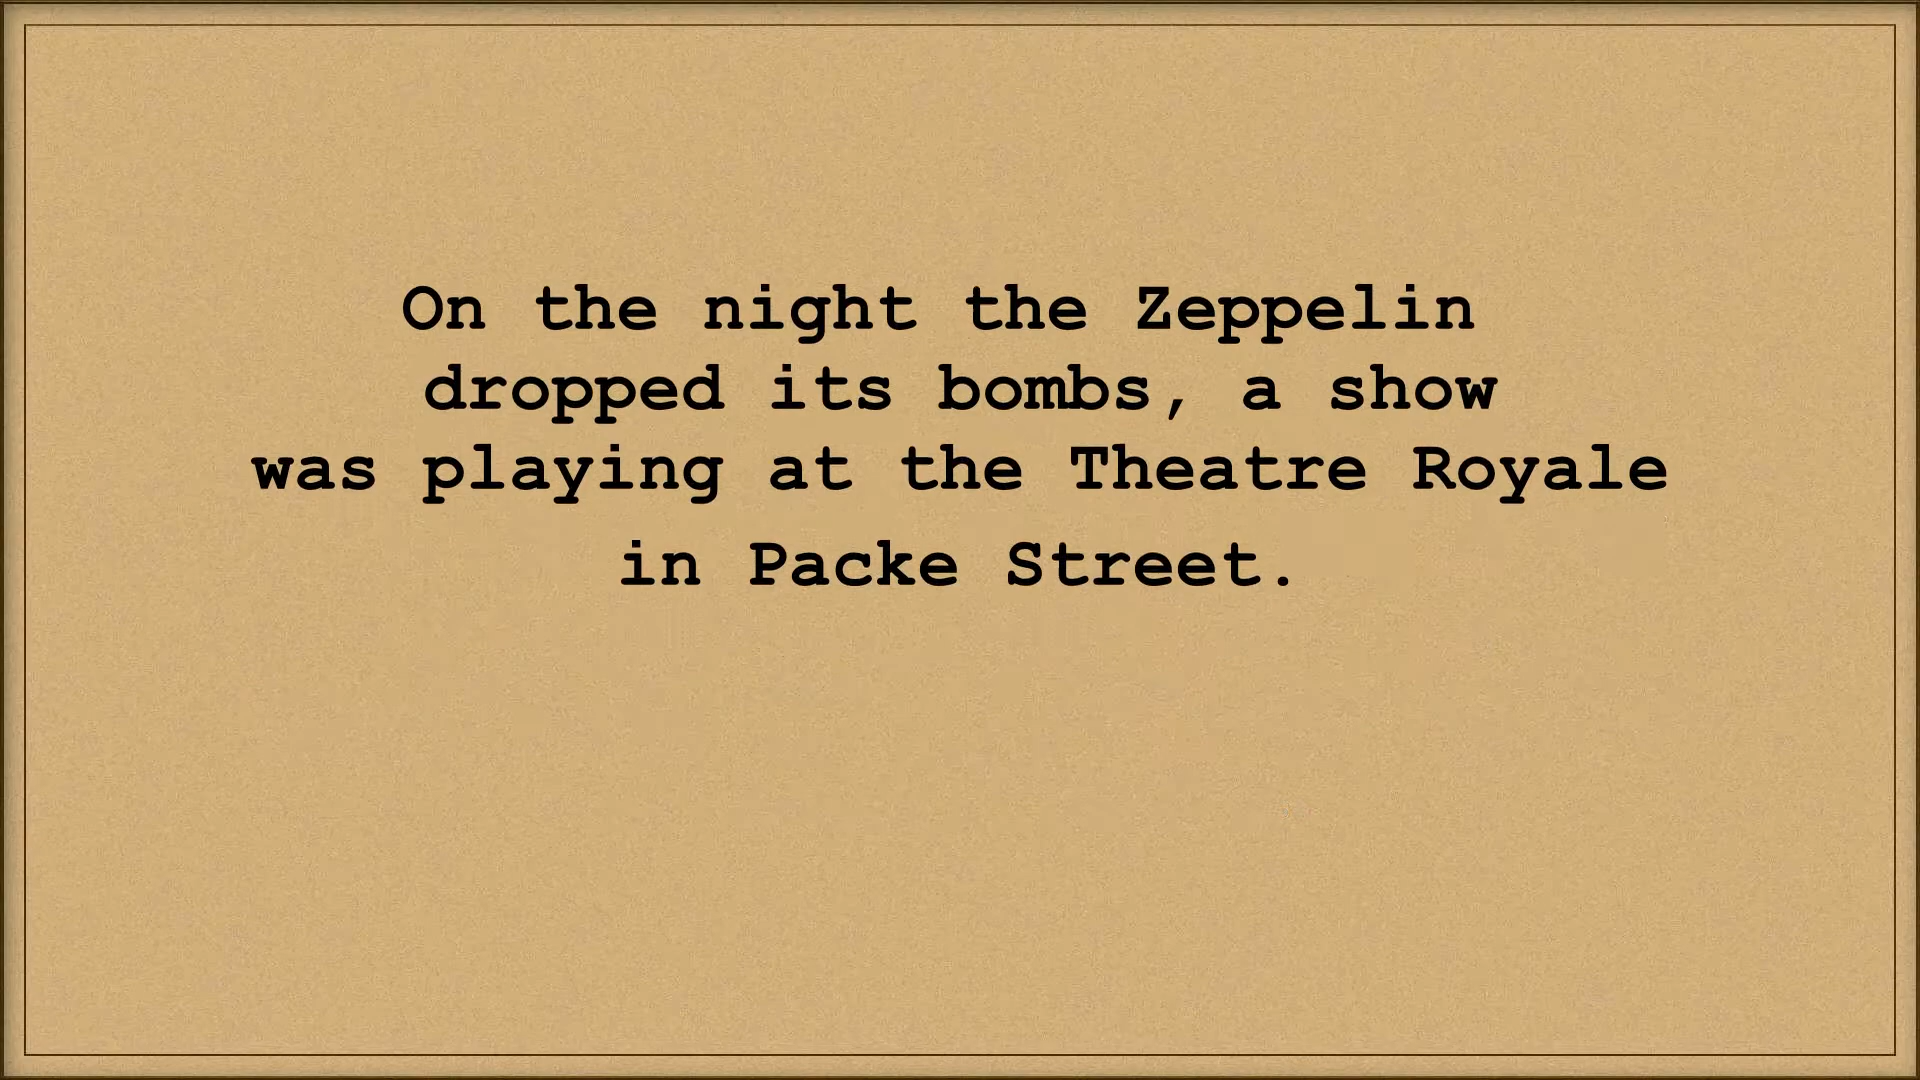 On the night the Zeppelin
dropped its bombs, a show
was playing at the Theatre Royale
in Packe Street.